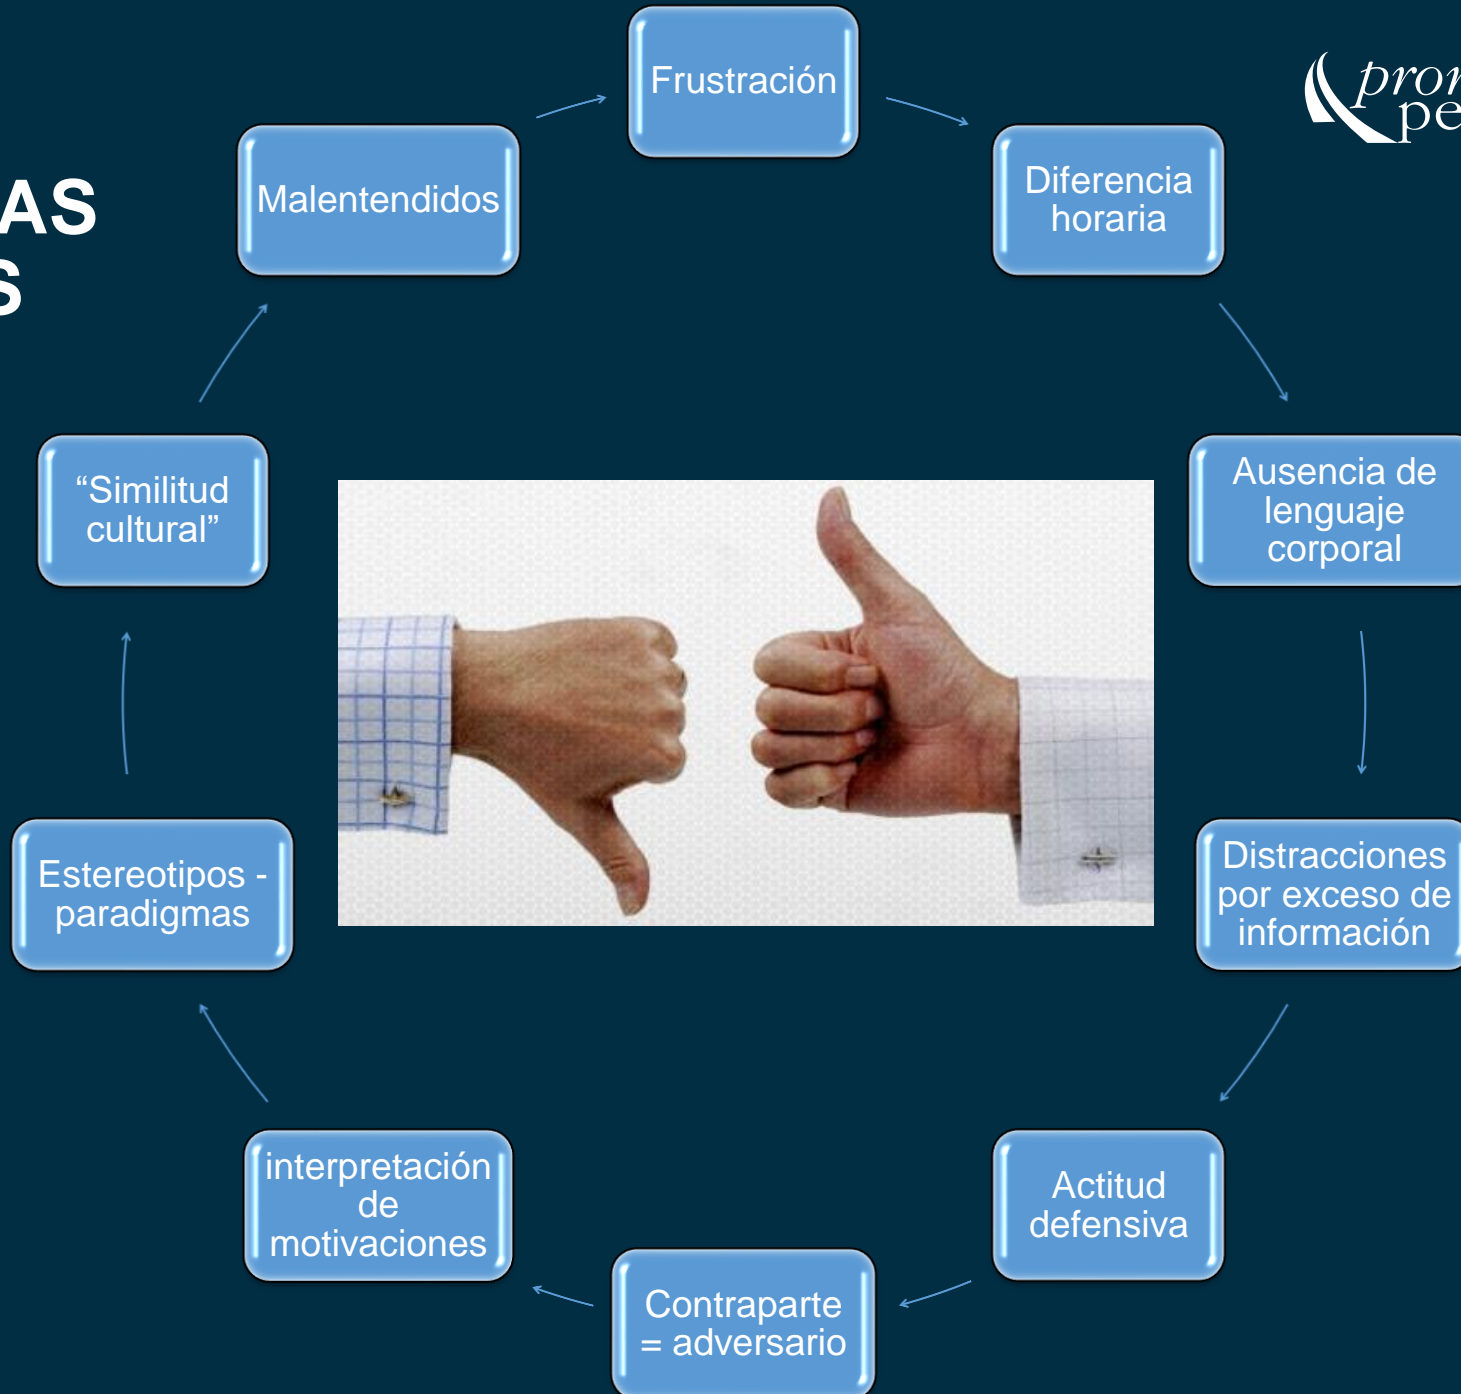 AS
S
Frustración
Diferencia
horaria
Ausencia de
lenguaje
corporal
Distracciones
por exceso de
información
Actitud
defensiva
Contraparte
= adversario
interpretación
de
motivaciones
Estereotipos -
paradigmas
“Similitud
cultural”
Malentendidos